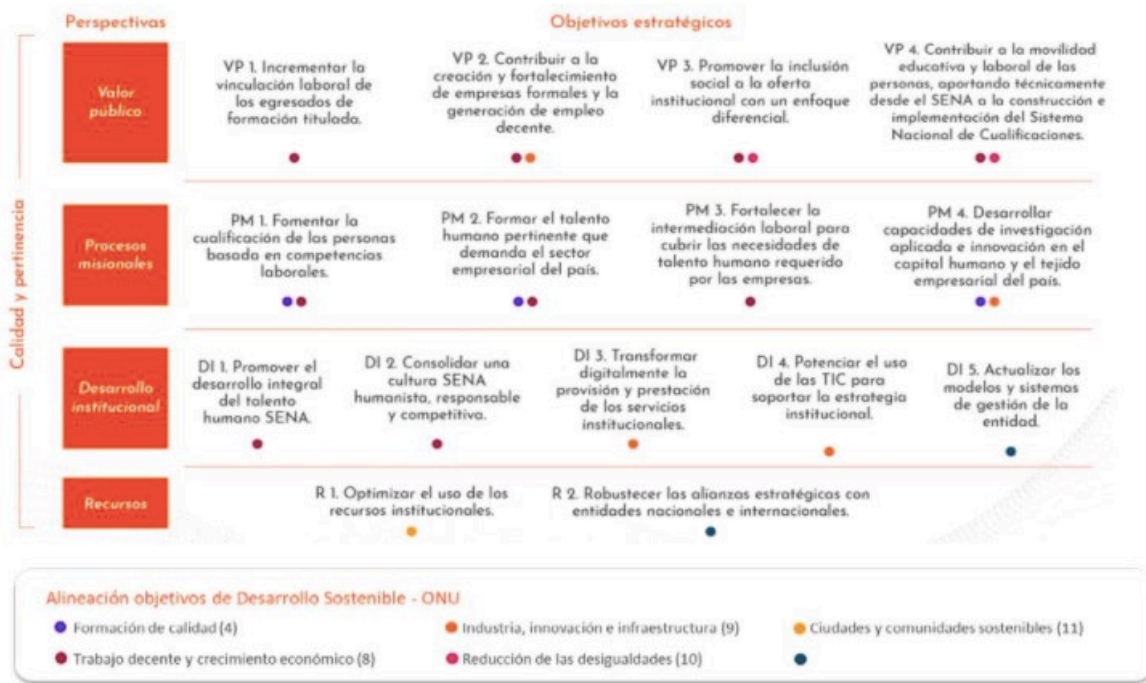 Perspectivas
Objetivos estratégicos
Calidad y pertinencia
Valor
público
VP 1. Incrementar la
vinculación laboral de
los egresados de
formación titulada.
VP 2. Contribuir a la
creación y fortalecimiento
de empresas formales y la
generación de empleo
decente.
VP 3. Promover la inclusión
social a la oferta
institucional con un enfoque
diferencial.
VP 4. Contribuir a la movilidad
educativa y laboral de las
personas, aportando técnicamente
desde el SENA a la construcción e
implementación del Sistema
Nacional de Cualificaciones.
Procesos
misionales
PM 1. Fomentar la
cualificación de las personas
basada en competencias
laborales.
PM 2. Formar el talento
humano pertinente que
demanda el sector
empresarial del país.
PM 3. Fortalecer la
intermediación laboral para
cubrir las necesidades de
talento humano requerido
por las empresas.
PM 4. Desarrollar
capacidades de investigación
aplicada e innovación en el
capital humano y el tejido
empresarial del país.
Desarrollo
institucional
DI 1. Promover el
desarrollo integral
del talento
humano SENA.
DI 2. Consolidar una
cultura SENA
humanista, responsable
y competitiva.
DI 3. Transformar
digitalmente la
provisión y prestación
de los servicios
institucionales.
DI 4. Potenciar el uso
de las TIC para
soportar la estrategia
institucional.
DI 5. Actualizar los
modelos y sistemas
de gestión de la
entidad.
Recursos
R 1. Optimizar el uso de los
recursos institucionales.
R 2. Robustecer las alianzas estratégicas con
entidades nacionales e internacionales.
Alineación objetivos de Desarrollo Sostenible - ONU
Formación de calidad (4)
Industria, innovación e infraestructura (9)
Ciudades y comunidades sostenibles (11)
Trabajo decente y crecimiento económico (8)
Reducción de las desigualdades (10)